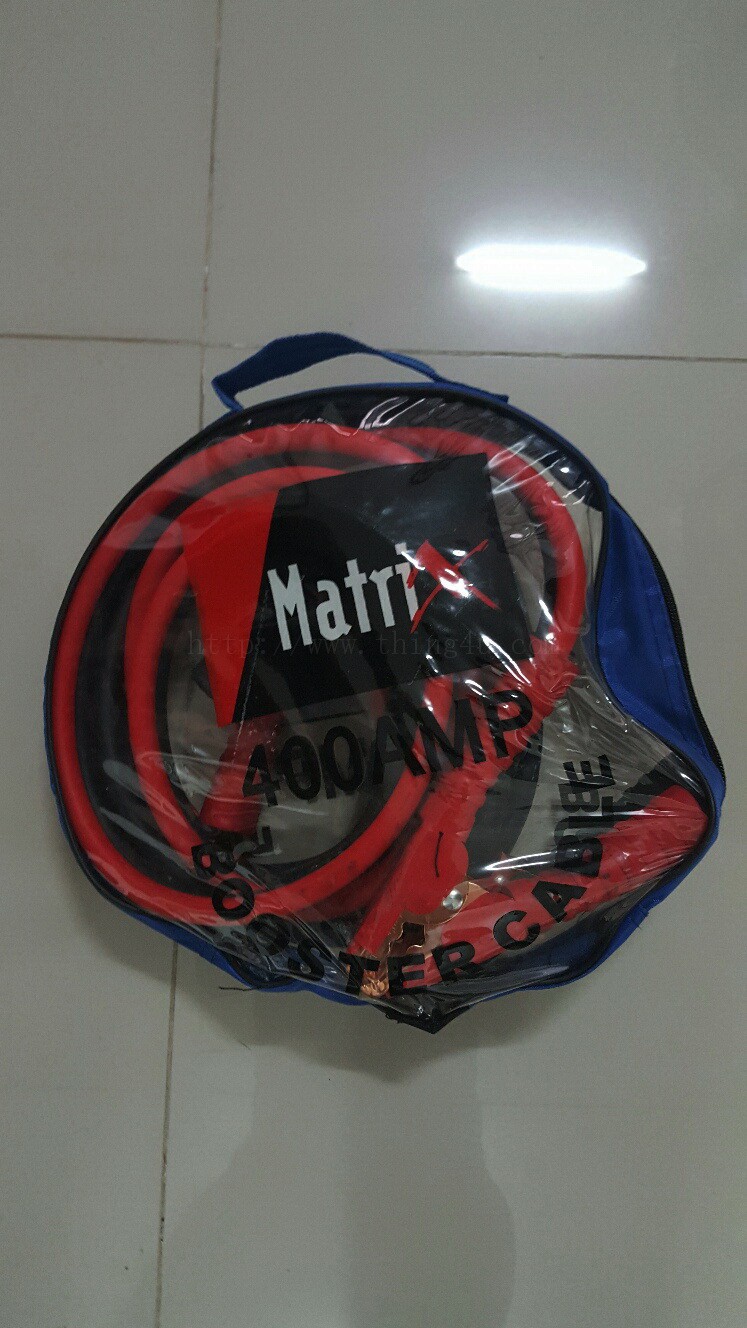 Matrix
400AMP
BOOSTER CABLE